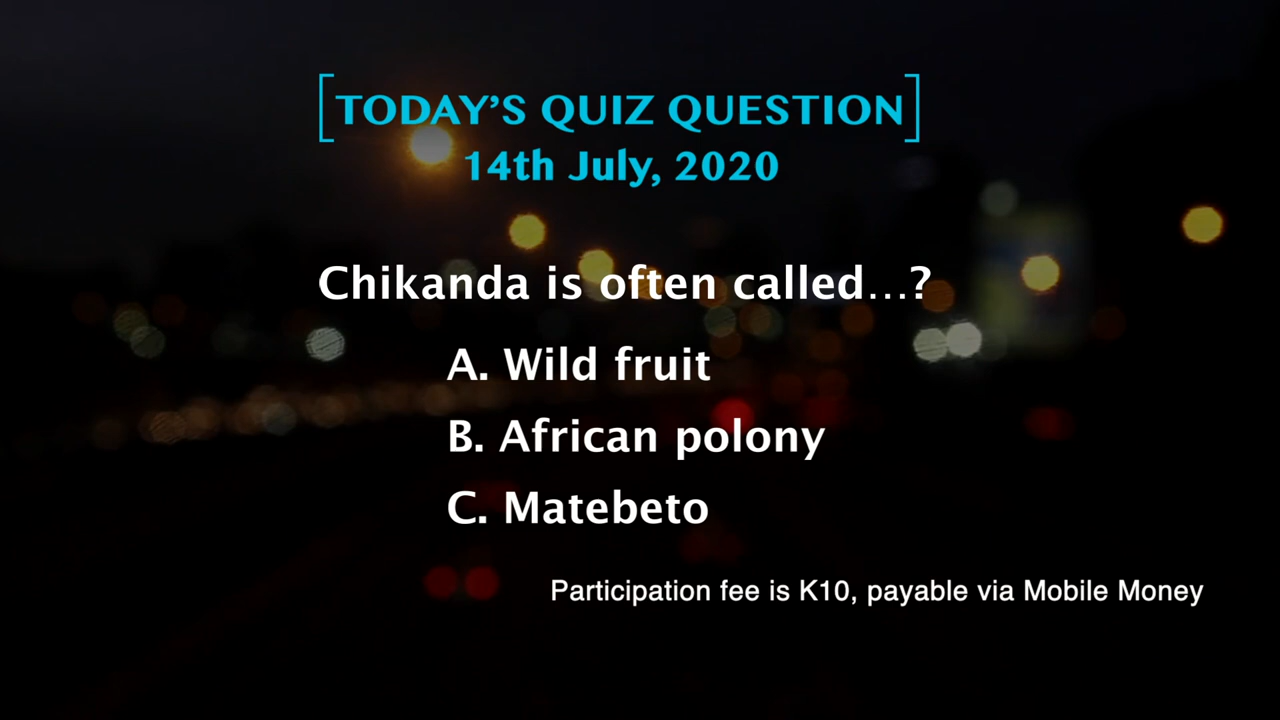 [TODAY’S QUIZ QUESTION]
14th July, 2020
Chikanda is often called...?
A. Wild fruit
B. African polony
C. Matebeto
Participation fee is K10, payable via Mobile Money